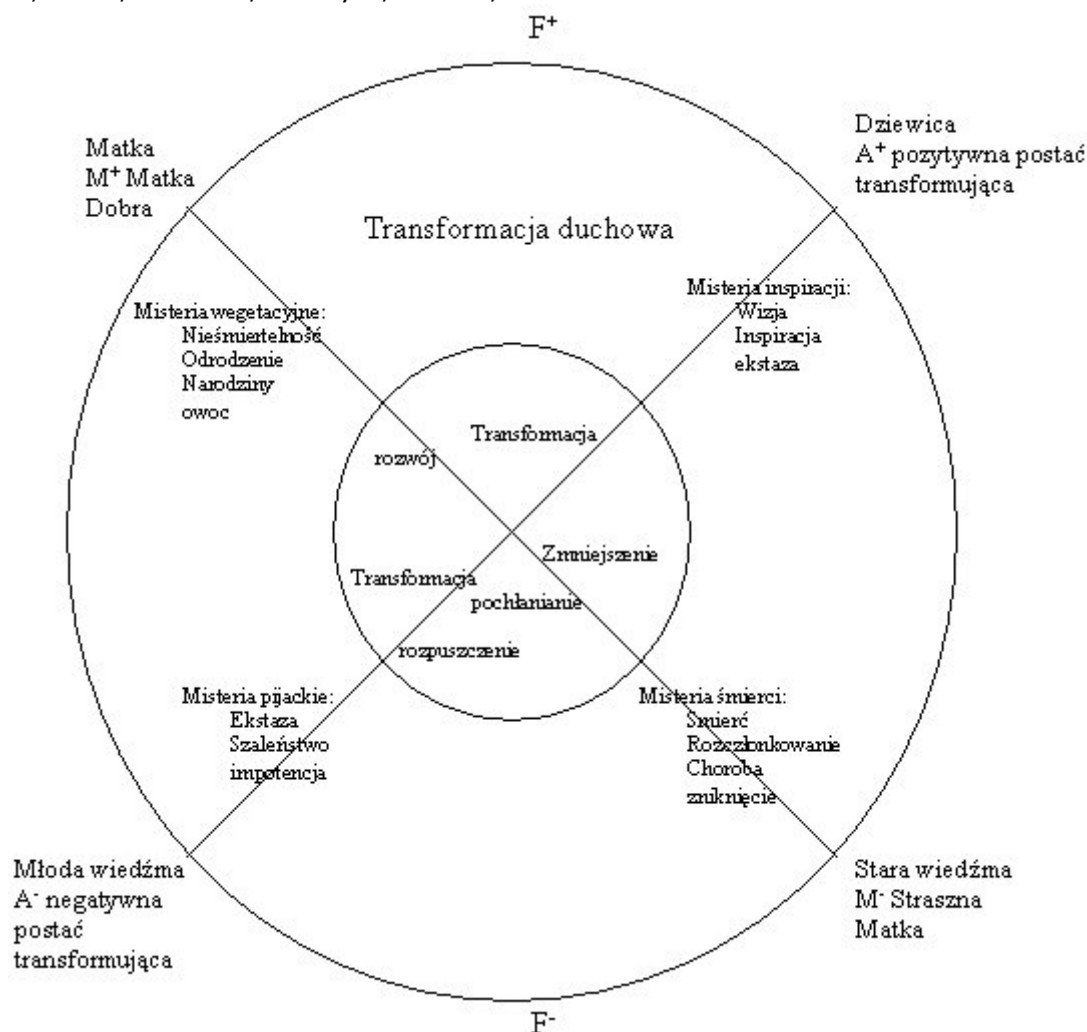 F⁺
Matka
M⁺ Matka
Dobra
Dziewica
A⁺ pozytywna postać
transformująca
Transformacja duchowa
Misteria wegetacyjne:
Nieśmiertelność
Odrodzenie
Narodziny
owoc
Misteria inspiracji:
Wizja
Inspiracja
ekstaza
Transformacja
rozwój
Zmniejszenie
Transformacja
pochłanianie
rozpuszczenie
Misteria pijackie:
Ekstaza
Szaleństwo
impotencja
Misteria śmierci:
Śmierć
Rozczłonkowanie
Choroba
zniknięcie
Młoda wiedźma
A⁻ negatywna
postać
transformująca
Stara wiedźma
M⁻ Straszna
Matka
F⁻